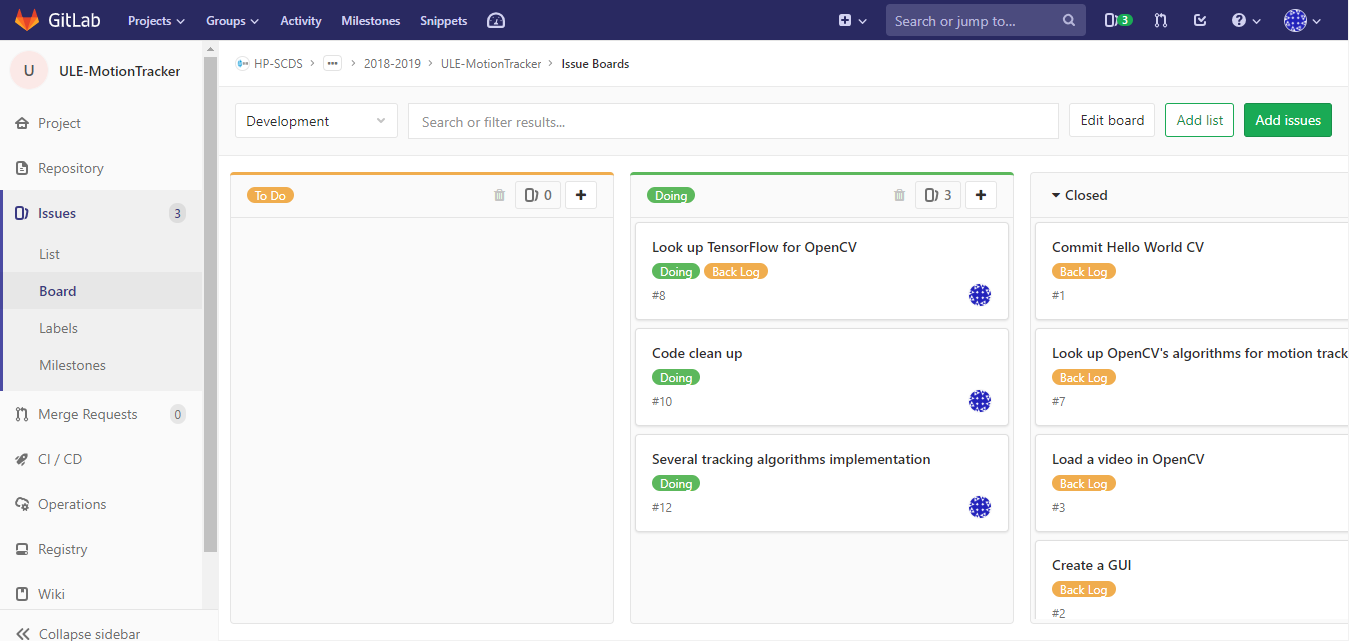 GitLab Projects Groups Activity Milestones Snippets Search or jump to... 3
U ULE-MotionTracker
Project
Repository
Issues 3
List
Board
Labels
Milestones
Merge Requests 0
CI / CD
Operations
Registry
Wiki
Collapse sidebar
HP-SCDS > ... > 2018-2019 > ULE-MotionTracker > Issue Boards
Development Search or filter results... Edit board Add list Add issues
To Do 0 +
Doing 3 +
Look up TensorFlow for OpenCV
Doing Back Log
#8
Code clean up
Doing
#10
Several tracking algorithms implementation
Doing
#12
Closed
Commit Hello World CV
Back Log
#1
Look up OpenCV's algorithms for motion track
Back Log
#7
Load a video in OpenCV
Back Log
#3
Create a GUI
Back Log
#2